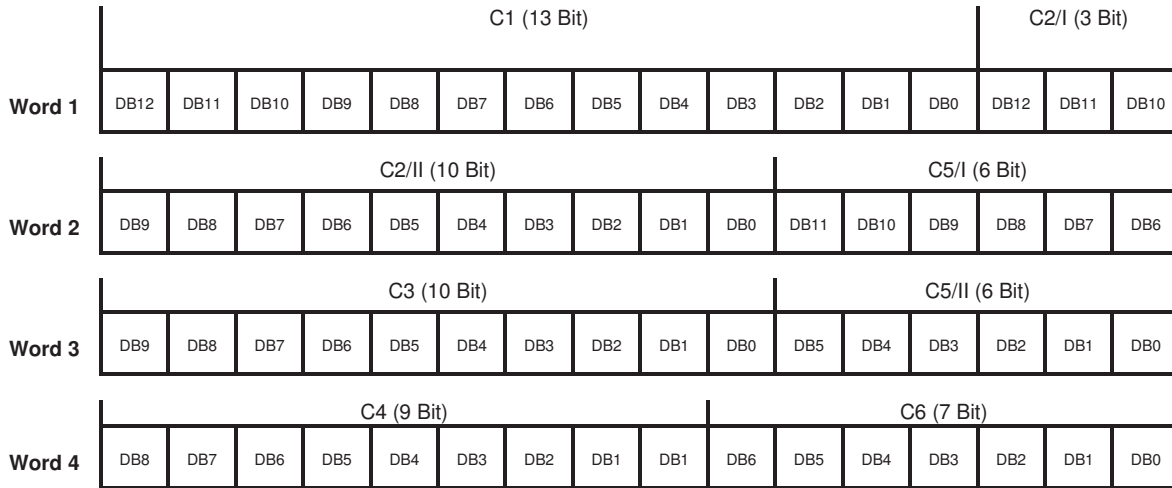 C1 (13 Bit) C2/I (3 Bit)
Word 1 DB12 DB11 DB10 DB9 DB8 DB7 DB6 DB5 DB4 DB3 DB2 DB1 DB0 DB12 DB11 DB10
C2/II (10 Bit) C5/I (6 Bit)
Word 2 DB9 DB8 DB7 DB6 DB5 DB4 DB3 DB2 DB1 DB0 DB11 DB10 DB9 DB8 DB7 DB6
C3 (10 Bit) C5/II (6 Bit)
Word 3 DB9 DB8 DB7 DB6 DB5 DB4 DB3 DB2 DB1 DB0 DB5 DB4 DB3 DB2 DB1 DB0
C4 (9 Bit) C6 (7 Bit)
Word 4 DB8 DB7 DB6 DB5 DB4 DB3 DB2 DB1 DB1 DB6 DB5 DB4 DB3 DB2 DB1 DB0